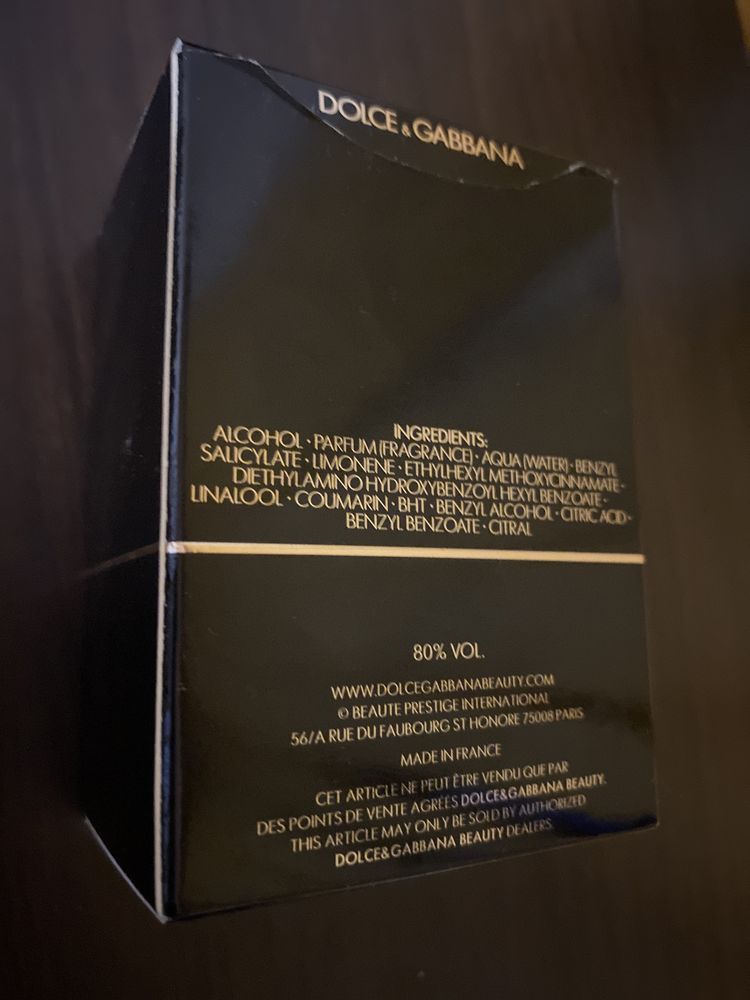 DOLCE & GABBANA
INGREDIENTS:
ALCOHOL · PARFUM (FRAGRANCE) · AQUA (WATER) · BENZYL
SALICYLATE · LIMONENE · ETHYLHEXYL METHOXYCINNAMATE ·
DIETHYLAMINO HYDROXYBENZOYL HEXYL BENZOATE ·
LINALOOL · COUMARIN · BHT · BENZYL ALCOHOL · CITRIC ACID ·
BENZYL BENZOATE · CITRAL
80% VOL.
WWW.DOLCEGABBANABEAUTY.COM
© BEAUTE PRESTIGE INTERNATIONAL
56/A RUE DU FAUBOURG ST HONORE 75008 PARIS
MADE IN FRANCE
CET ARTICLE NE PEUT ÊTRE VENDU QUE PAR
DES POINTS DE VENTE AGRÉÉS DOLCE&GABBANA BEAUTY.
THIS ARTICLE MAY ONLY BE SOLD BY AUTHORIZED
DOLCE&GABBANA BEAUTY DEALERS